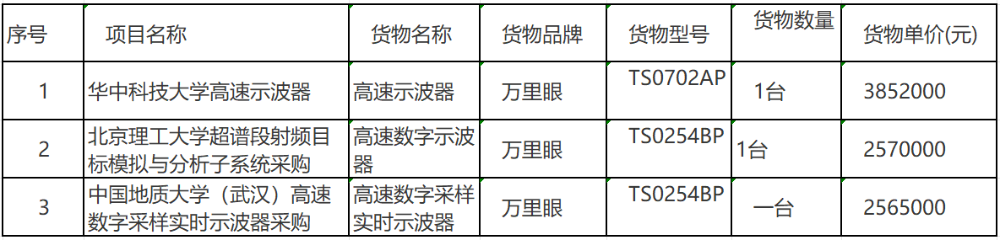 序号 项目名称 货物名称 货物品牌 货物型号 货物数量 货物单价(元)
1 华中科技大学高速示波器 高速示波器 万里眼 TS0702AP 1台 3852000
2 北京理工大学超谱段射频目 高速数字示波 万里眼 TS0254BP 1台 2570000
标模拟与分析子系统采购 器
3 中国地质大学（武汉）高速 高速数字采样 万里眼 TS0254BP 一台 2565000
数字采样实时示波器采购 实时示波器